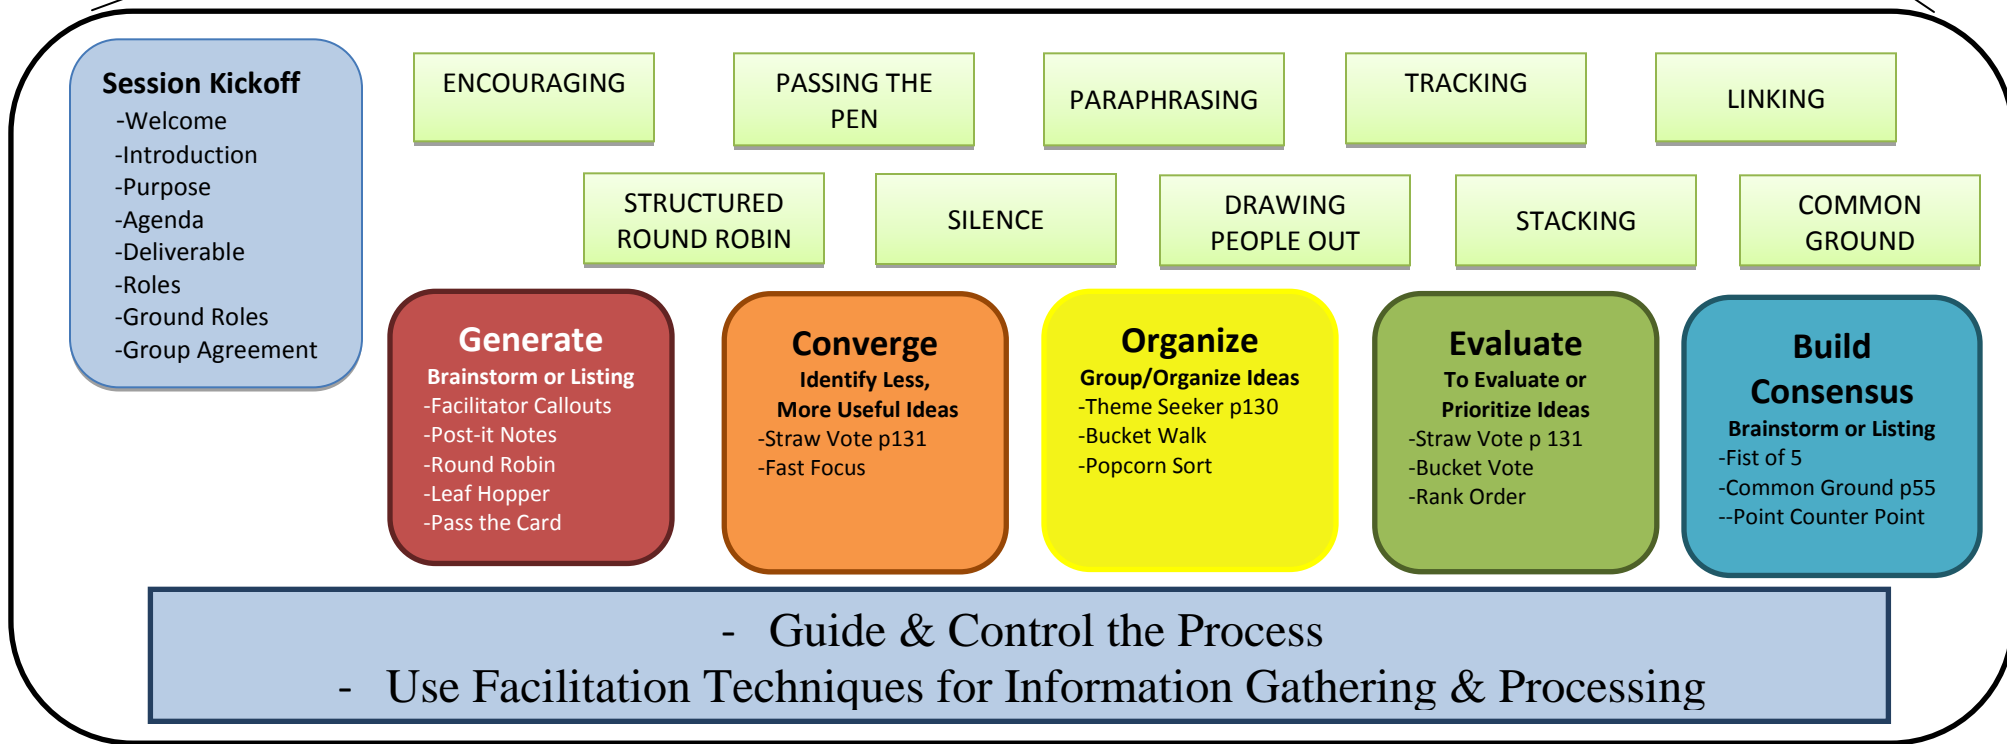 Session Kickoff
-Welcome
-Introduction
-Purpose
-Agenda
-Deliverable
-Roles
-Ground Roles
-Group Agreement
ENCOURAGING
PASSING THE
PEN
PARAPHRASING
TRACKING
LINKING
STRUCTURED
ROUND ROBIN
SILENCE
DRAWING
PEOPLE OUT
STACKING
COMMON
GROUND
Generate
Brainstorm or Listing
-Facilitator Callouts
-Post-it Notes
-Round Robin
-Leaf Hopper
-Pass the Card
Converge
Identify Less,
More Useful Ideas
-Straw Vote p131
-Fast Focus
Organize
Group/Organize Ideas
-Theme Seeker p130
-Bucket Walk
-Popcorn Sort
Evaluate
To Evaluate or
Prioritize Ideas
-Straw Vote p 131
-Bucket Vote
-Rank Order
Build
Consensus
Brainstorm or Listing
-Fist of 5
-Common Ground p55
--Point Counter Point
- Guide & Control the Process
- Use Facilitation Techniques for Information Gathering & Processing